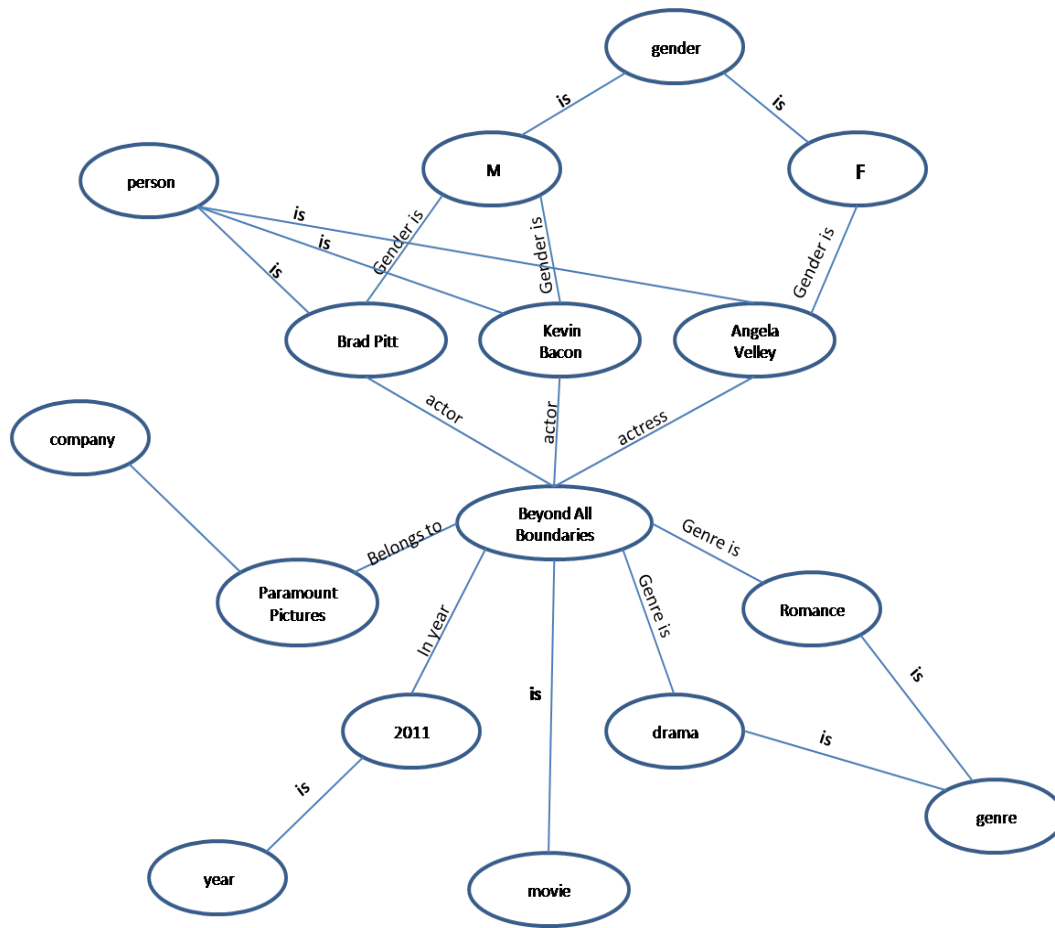 gender
is
is
M
F
person
is
is
is
Gender is
Gender is
Gender is
Brad Pitt
Kevin
Bacon
Angela
Velley
actor
actor
actress
company
Beyond All
Boundaries
Belongs to
Genre is
Paramount
Pictures
In year
Genre is
Romance
is
is
2011
drama
is
is
year
movie
genre